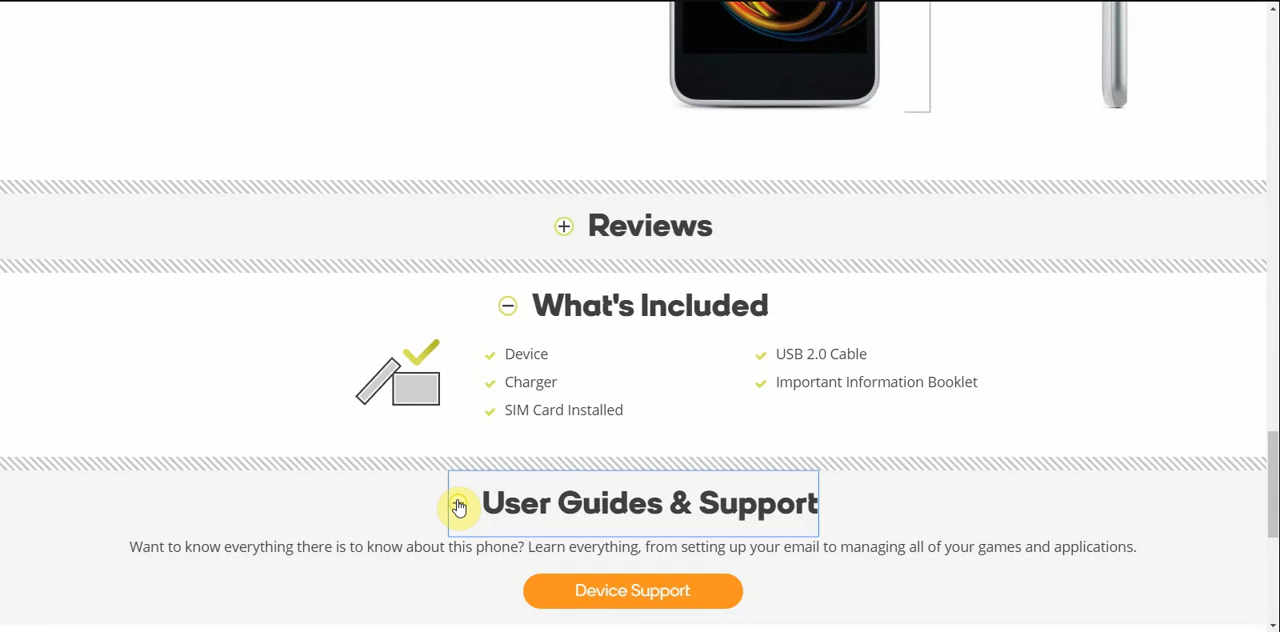 Reviews
What's Included
Device
USB 2.0 Cable
Charger
Important Information Booklet
SIM Card Installed
User Guides & Support
Want to know everything there is to know about this phone? Learn everything, from setting up your email to managing all of your games and applications.
Device Support